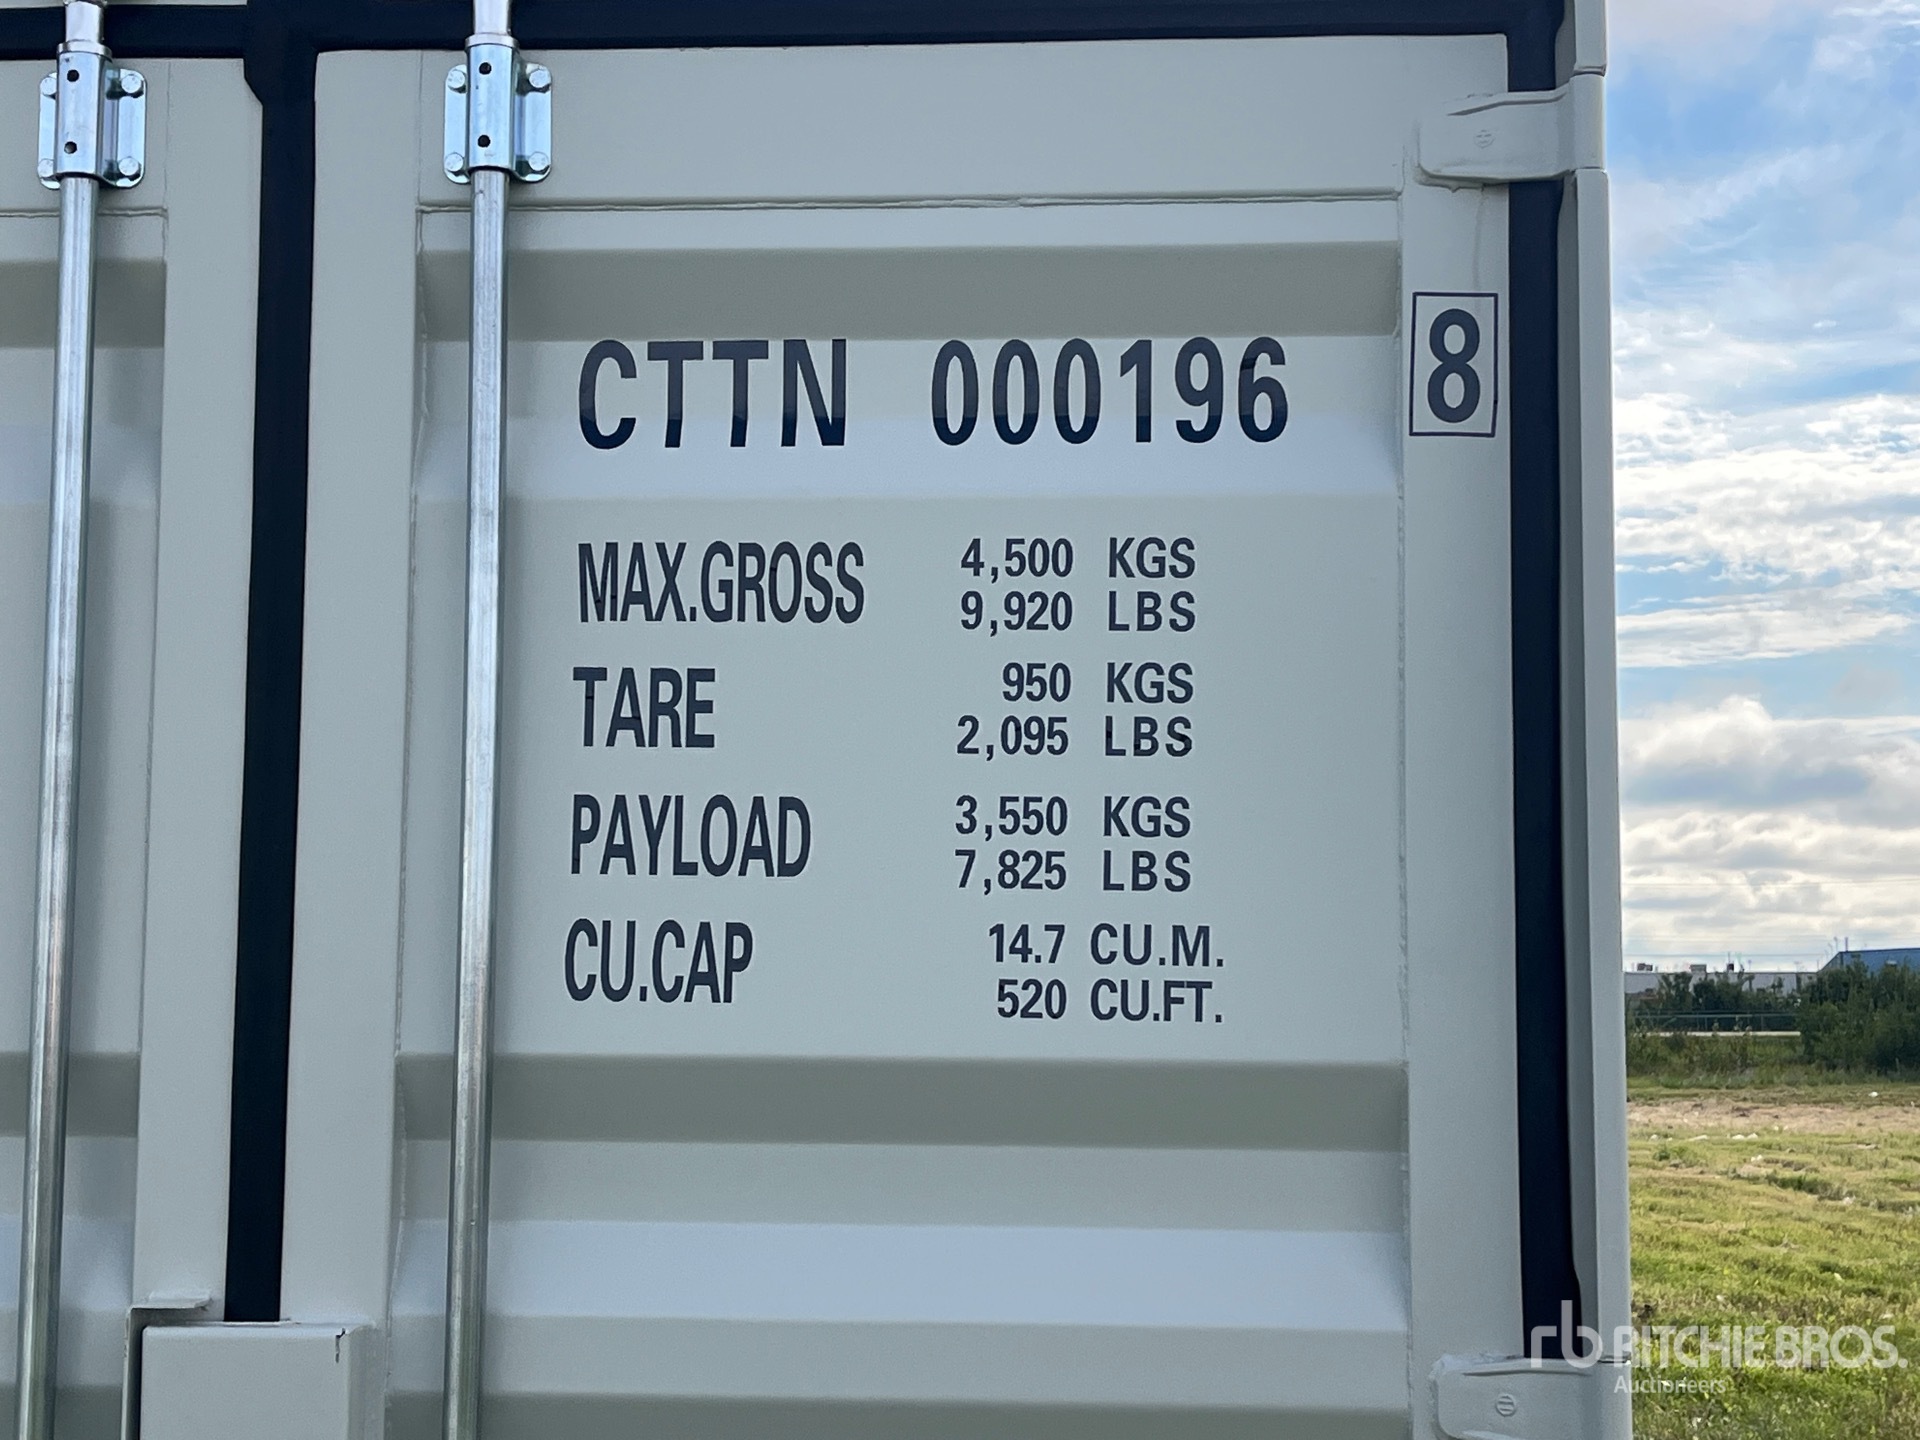 CTTN 000196 8
MAX.GROSS 4,500 KGS
9,920 LBS
TARE 950 KGS
2,095 LBS
PAYLOAD 3,550 KGS
7,825 LBS
CU.CAP 14.7 CU.M.
520 CU.FT.
rb RITCHIE BROS.
Auctioneers